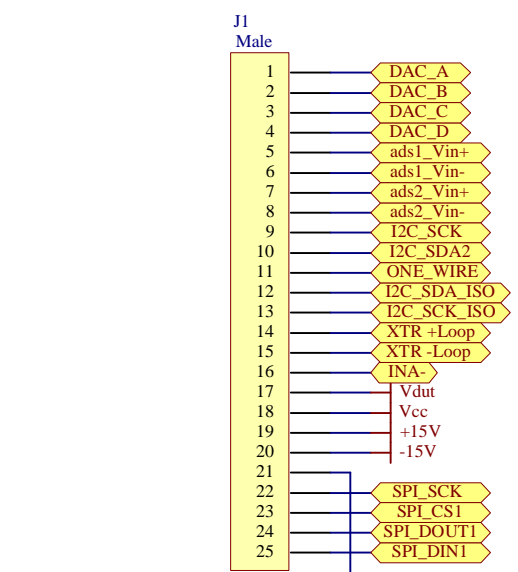 J1
Male
1 DAC_A
2 DAC_B
3 DAC_C
4 DAC_D
5 ads1_Vin+
6 ads1_Vin-
7 ads2_Vin+
8 ads2_Vin-
9 I2C_SCK
10 I2C_SDA2
11 ONE_WIRE
12 I2C_SDA_ISO
13 I2C_SCK_ISO
14 XTR +Loop
15 XTR -Loop
16 INA-
17 Vdut
18 Vcc
19 +15V
20 -15V
21
22 SPI_SCK
23 SPI_CS1
24 SPI_DOUT1
25 SPI_DIN1